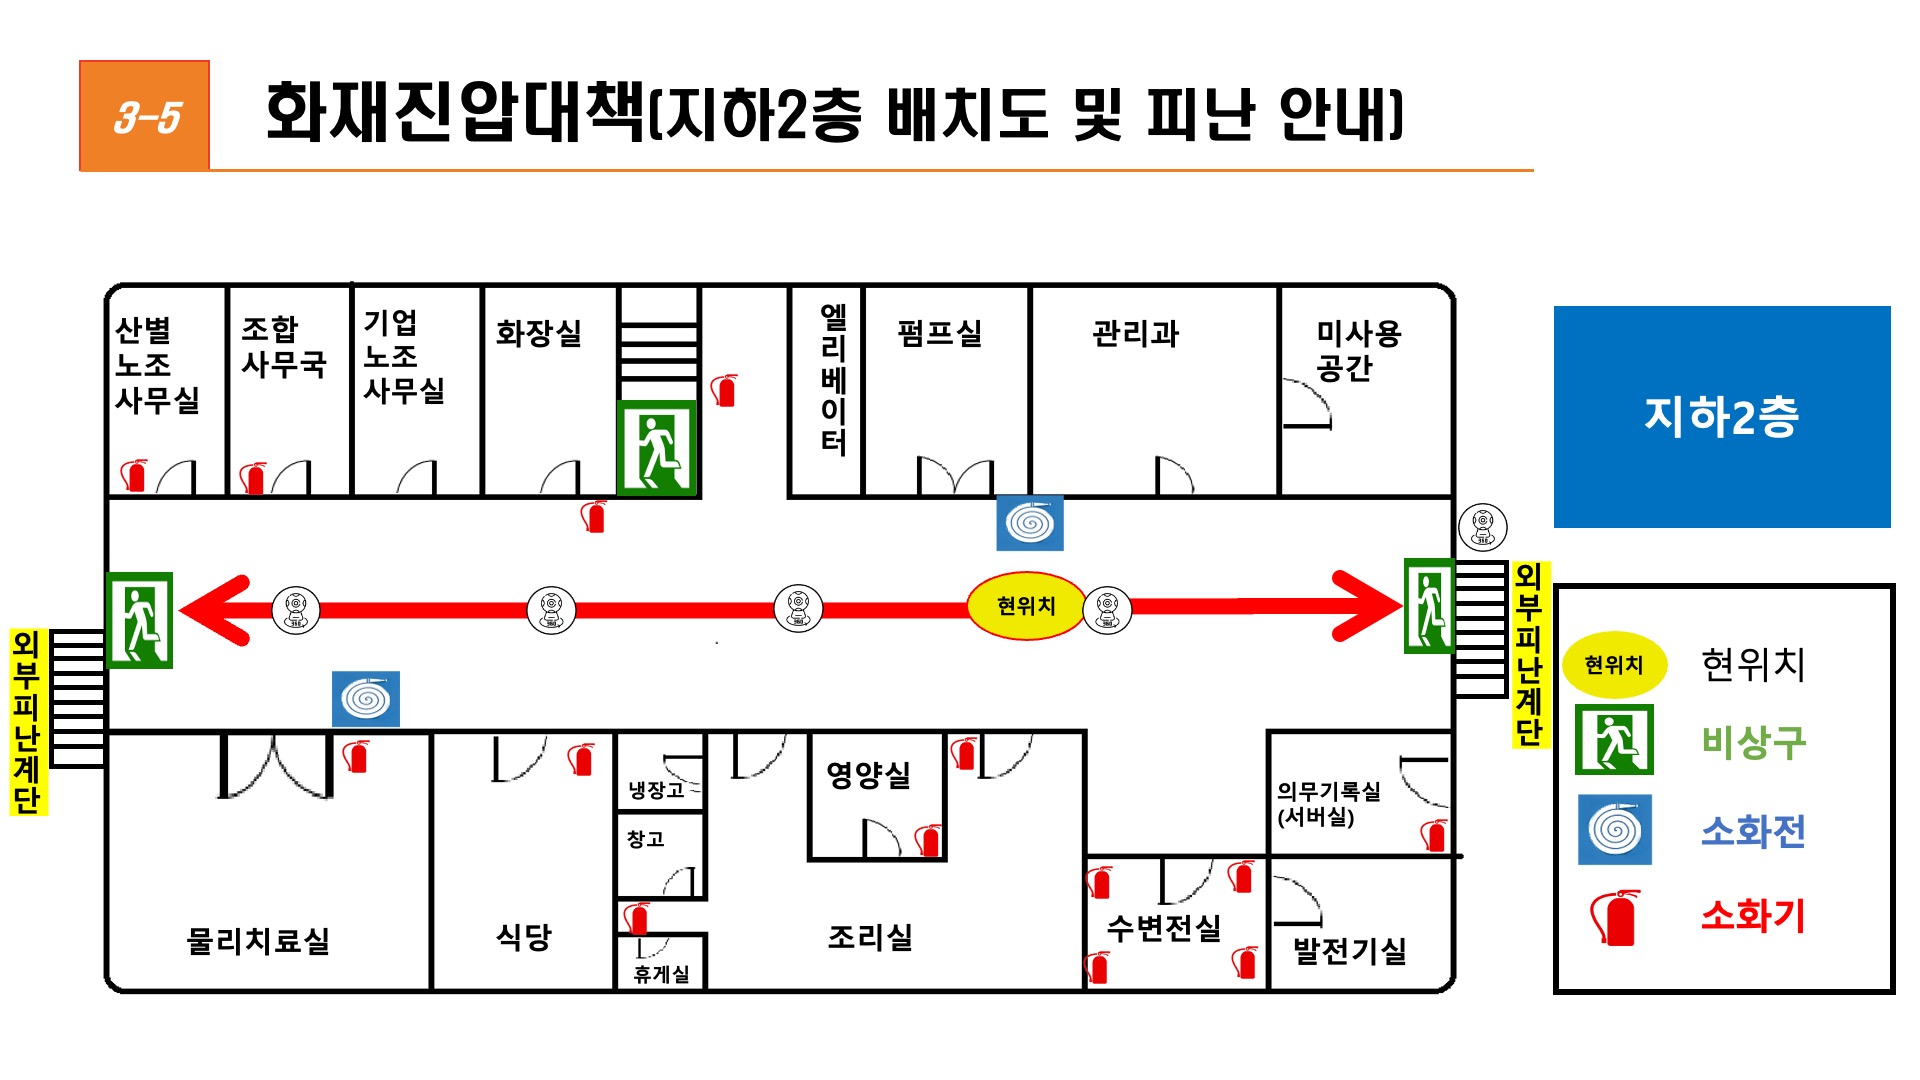 3-5
화재진압대책(지하2층 배치도 및 피난 안내)
산별
노조
사무실
조합
사무국
기업
노조
사무실
화장실
엘리베이터
펌프실
관리과
미사용
공간
지하2층
현위치
외부피난계단
외부피난계단
물리치료실
식당
냉장고
창고
휴게실
영양실
조리실
수변전실
의무기록실
(서버실)
발전기실
현위치
현위치
비상구
소화전
소화기